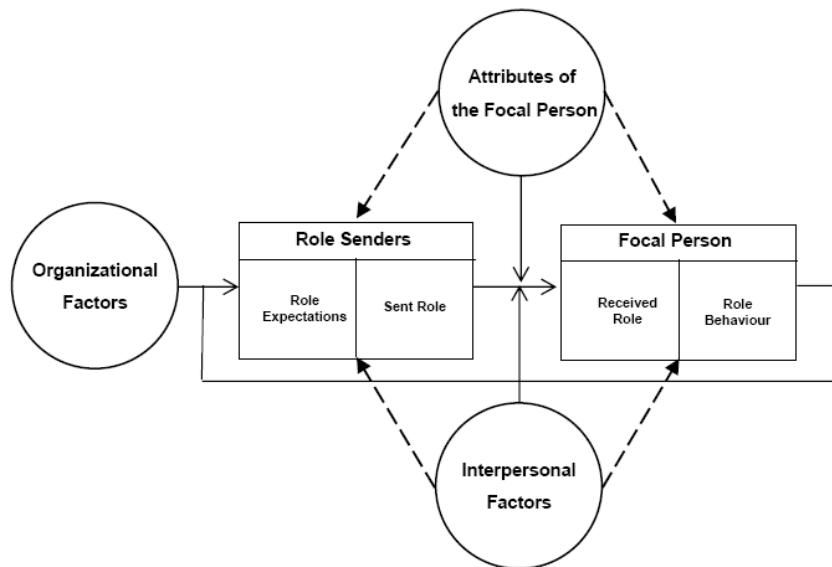 Attributes of
the Focal Person
Organizational
Factors
Role Senders
Role
Expectations
Sent Role
Focal Person
Received
Role
Role
Behaviour
Interpersonal
Factors